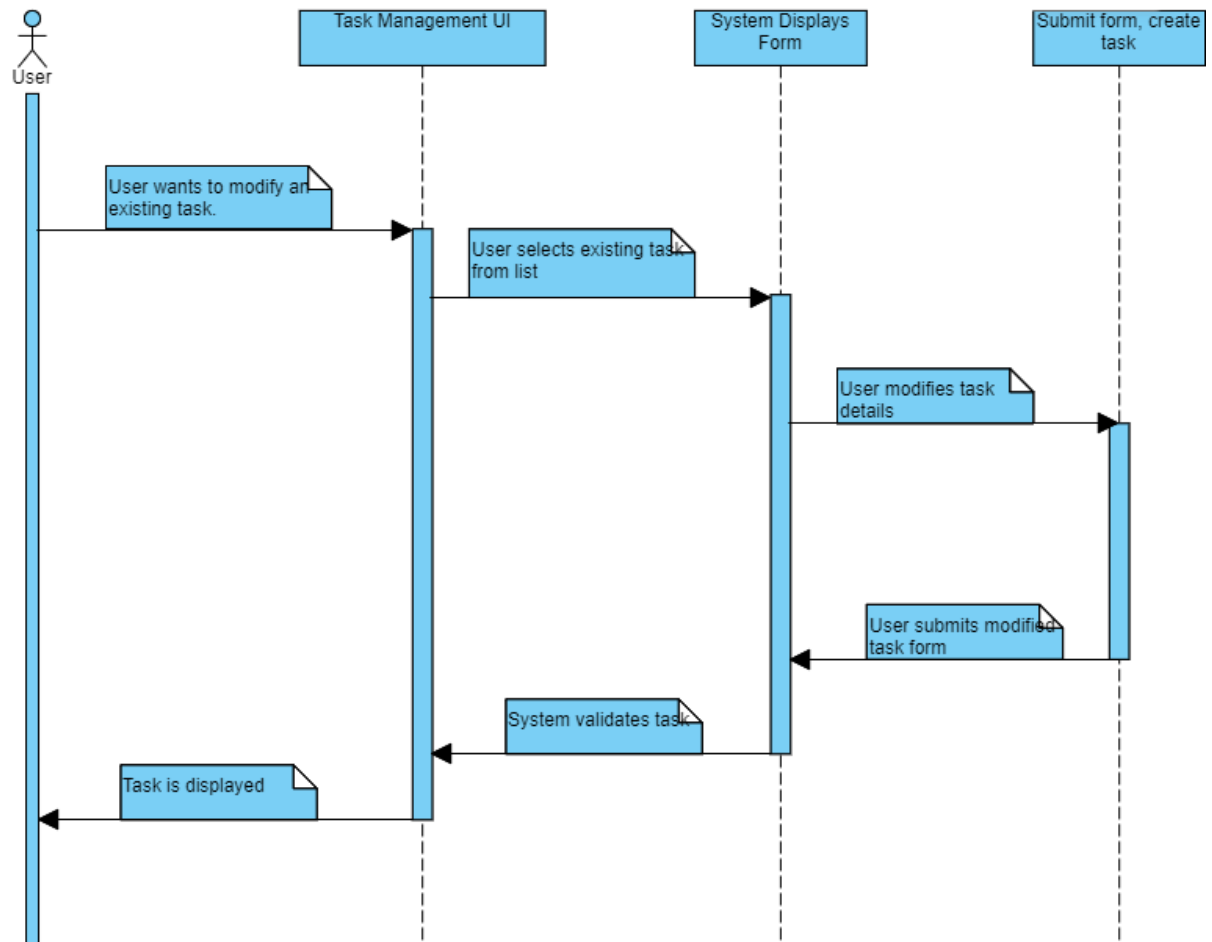 Task Management UI
System Displays
Form
Submit form, create
task
User
User wants to modify an
existing task.
User selects existing task
from list
User modifies task
details
User submits modified
task form
System validates task
Task is displayed